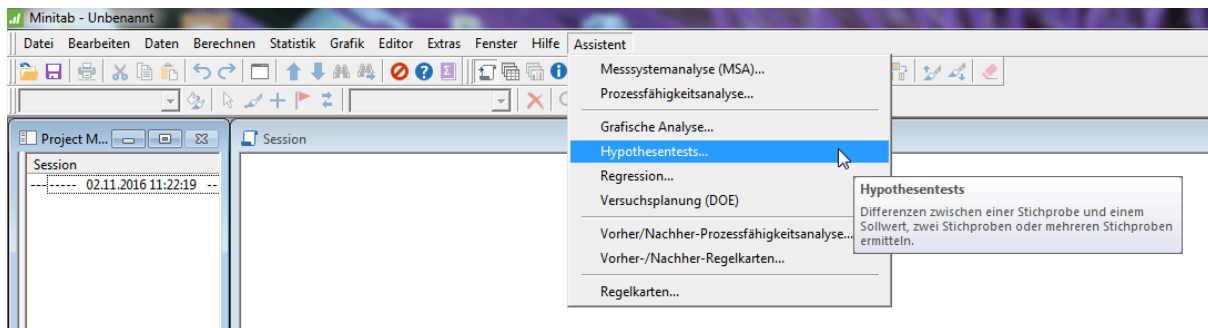 Minitab - Unbenannt
Datei Bearbeiten Daten Berechnen Statistik Grafik Editor Extras Fenster Hilfe Assistent
Messsystemanalyse (MSA)...
Prozessfähigkeitsanalyse...
Grafische Analyse...
Hypothesentests...
Regression...
Versuchsplanung (DOE)
Vorher/Nachher-Prozessfähigkeitsanalyse...
Vorher-/Nachher-Regelkarten...
Regelkarten...
Hypothesentests
Differenzen zwischen einer Stichprobe und einem
Sollwert, zwei Stichproben oder mehreren Stichproben
ermitteln.
Project M...
Session
Session
-------- 02.11.2016 11:22:19 --